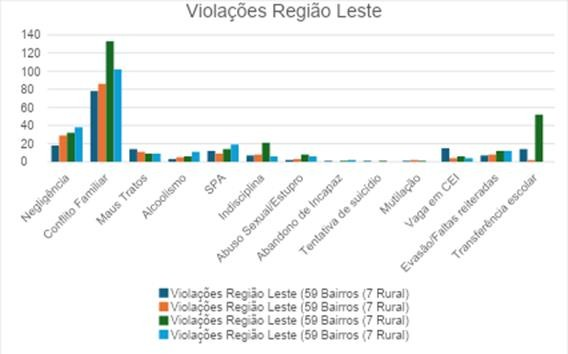 Violações Região Leste
140
120
100
80
60
40
20
0
Negligência
Conflito Familiar
Maus Tratos
Alcoolismo
SPA
Indisciplina
Abuso Sexual/Estupro
Abandono de Incapaz
Tentativa de suicídio
Mutilação
Vaga em CEI
Evasão/Faltas reiteradas
Transferência escolar
Violações Região Leste (59 Bairros (7 Rural)
Violações Região Leste (59 Bairros (7 Rural)
Violações Região Leste (59 Bairros (7 Rural)
Violações Região Leste (59 Bairros (7 Rural)